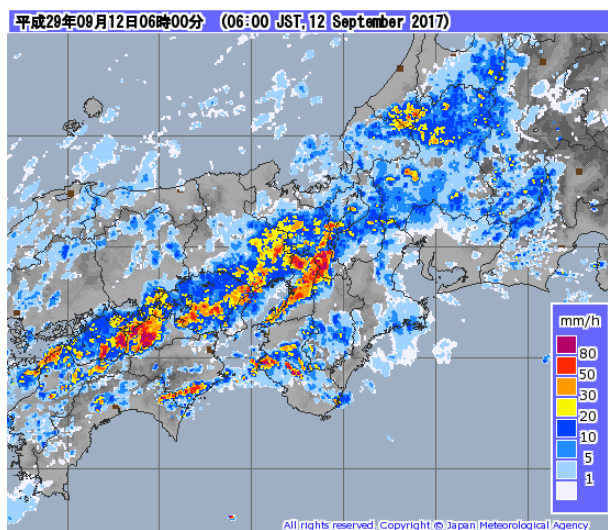 平成29年09月12日06時00分 (06:00 JST,12 September 2017)
mm/h
80
50
30
20
10
5
1
All rights reserved. Copyright © Japan Meteorological Agency